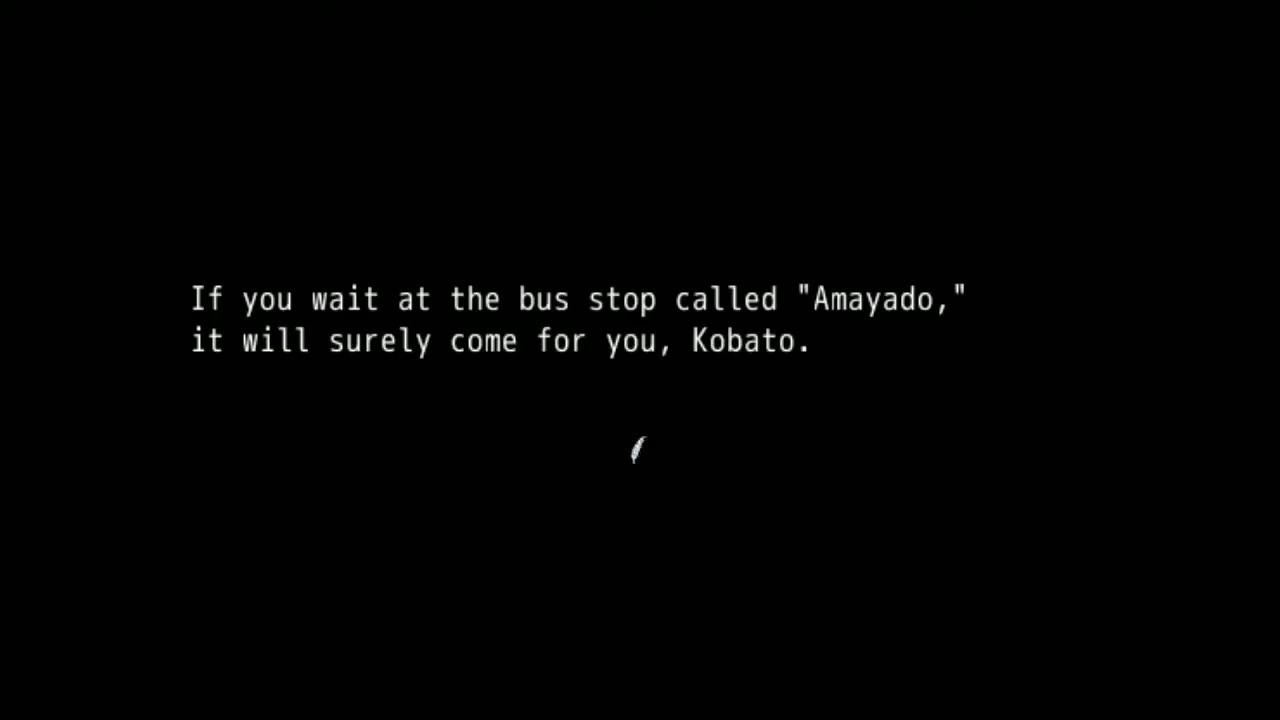 If you wait at the bus stop called "Amayado,"
it will surely come for you, Kobato.